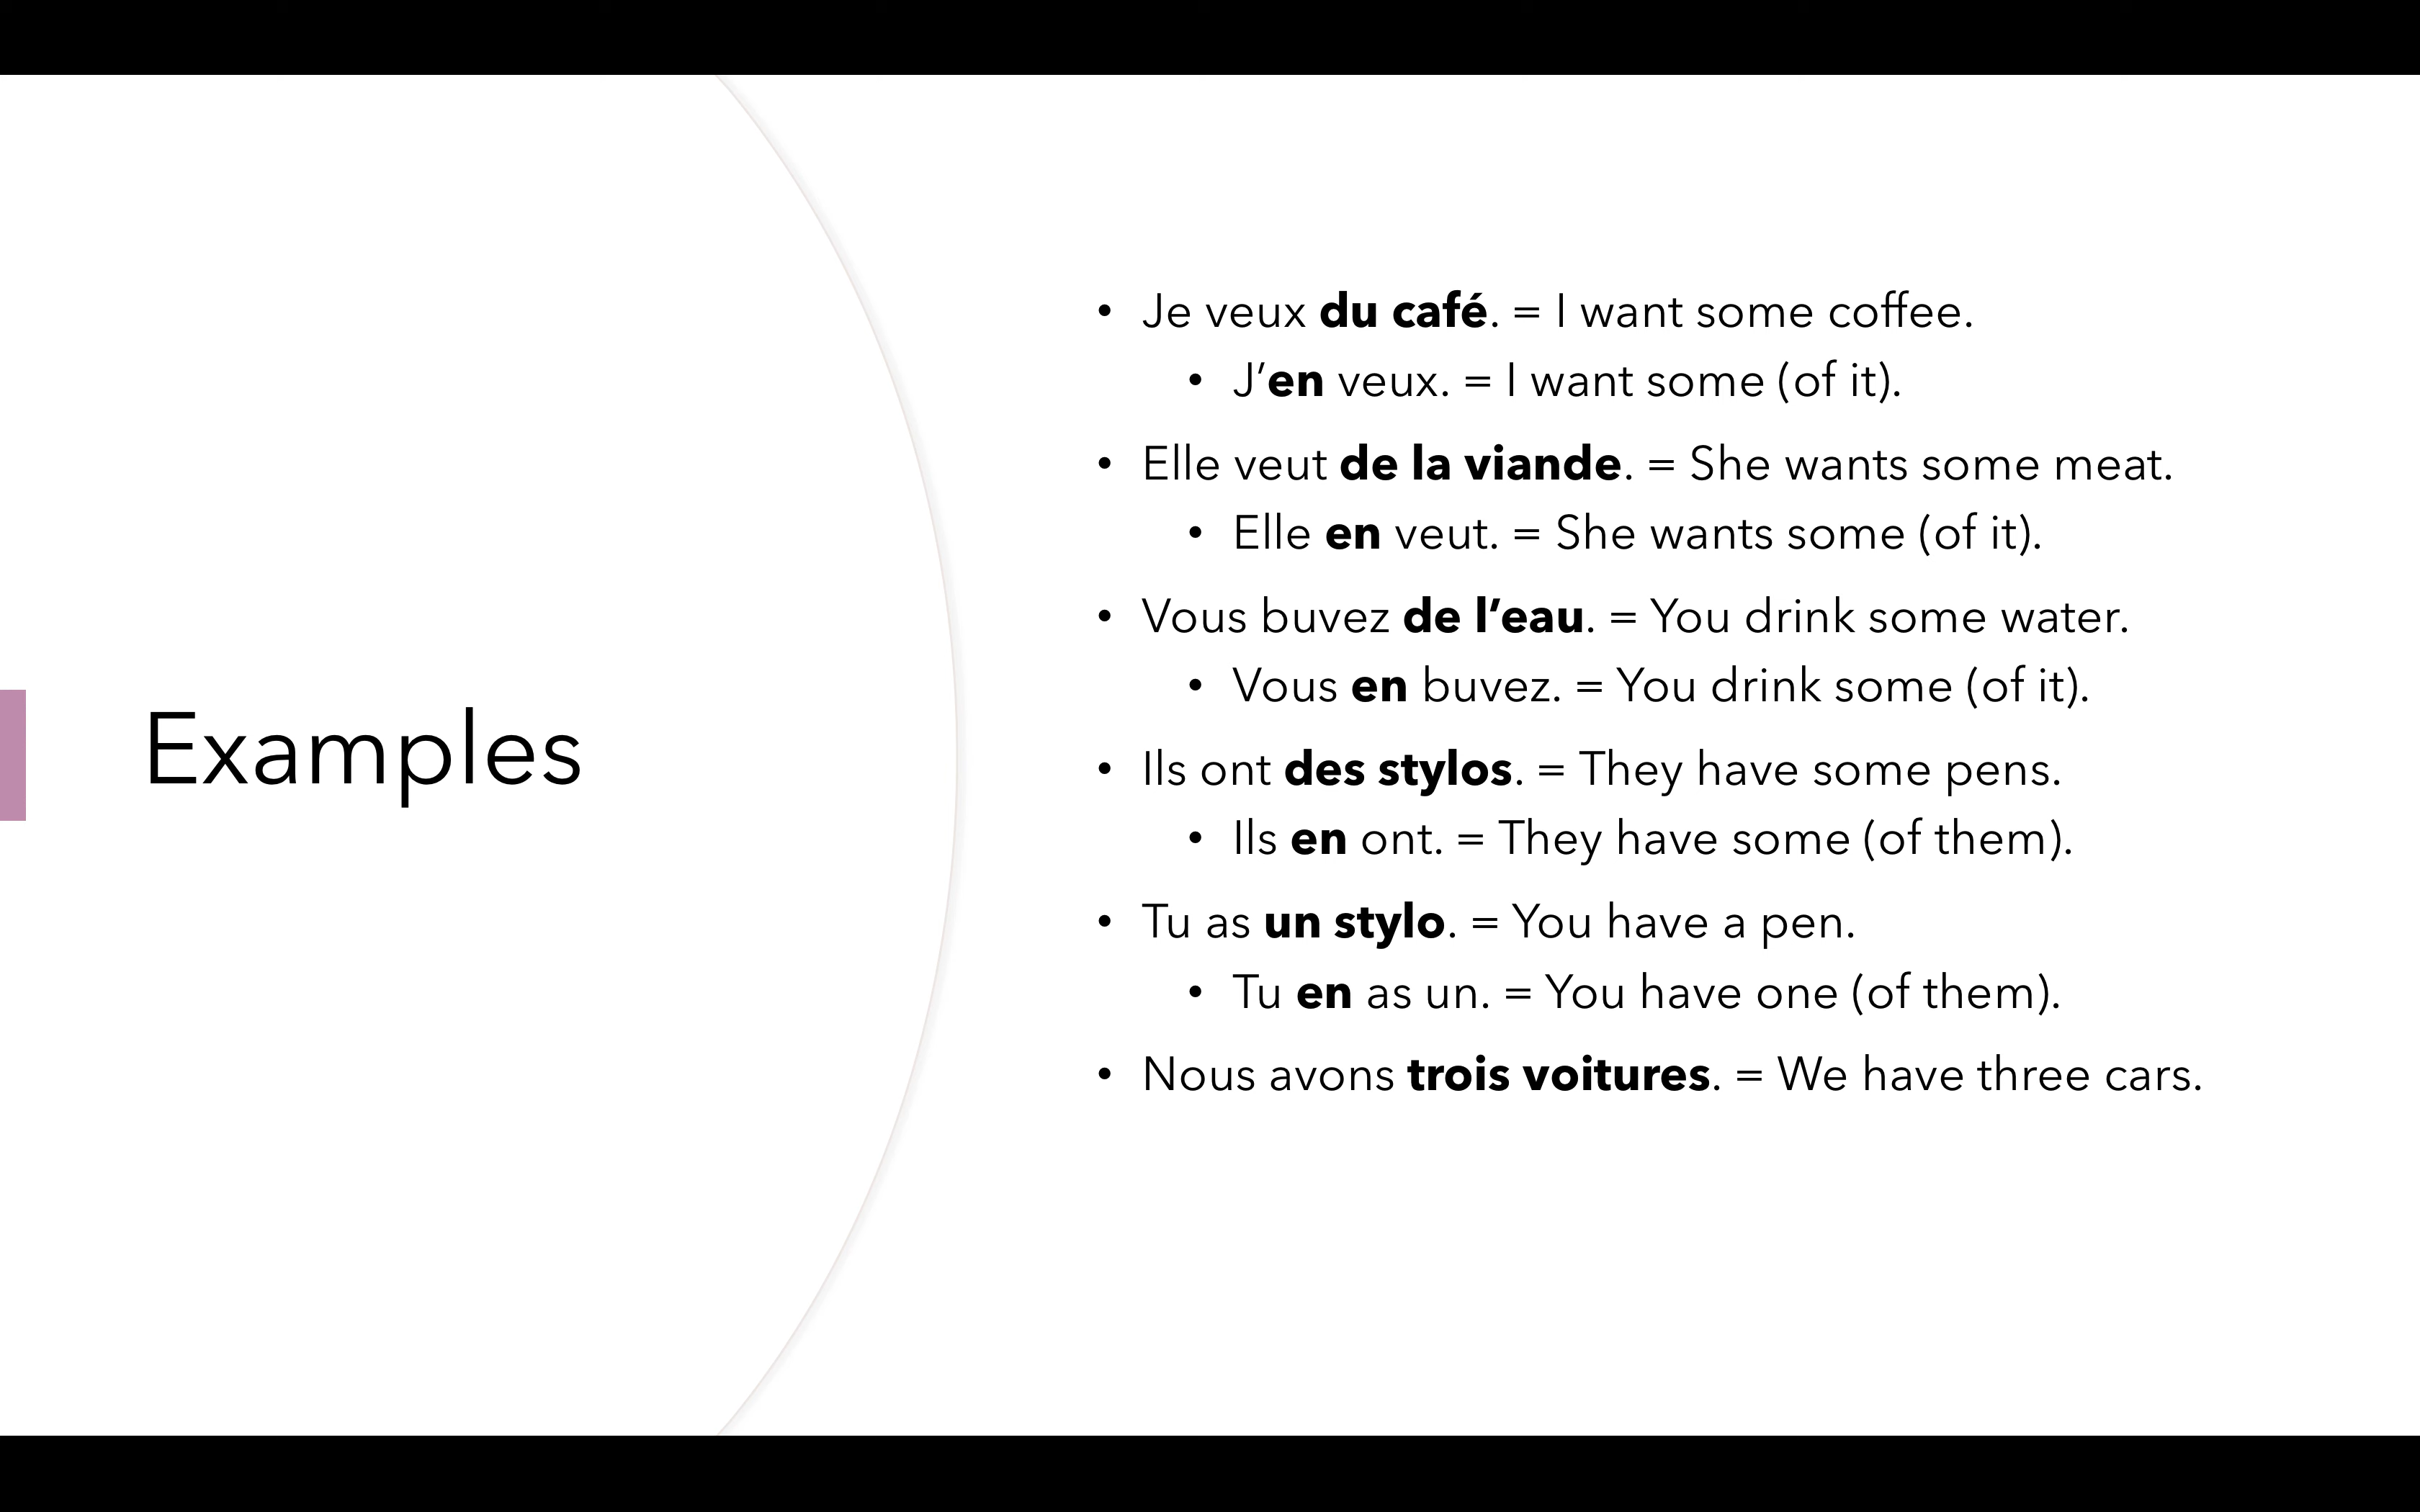 Examples
• Je veux du café. = I want some coffee.
• J’en veux. = I want some (of it).
• Elle veut de la viande. = She wants some meat.
• Elle en veut. = She wants some (of it).
• Vous buvez de l’eau. = You drink some water.
• Vous en buvez. = You drink some (of it).
• Ils ont des stylos. = They have some pens.
• Ils en ont. = They have some (of them).
• Tu as un stylo. = You have a pen.
• Tu en as un. = You have one (of them).
• Nous avons trois voitures. = We have three cars.